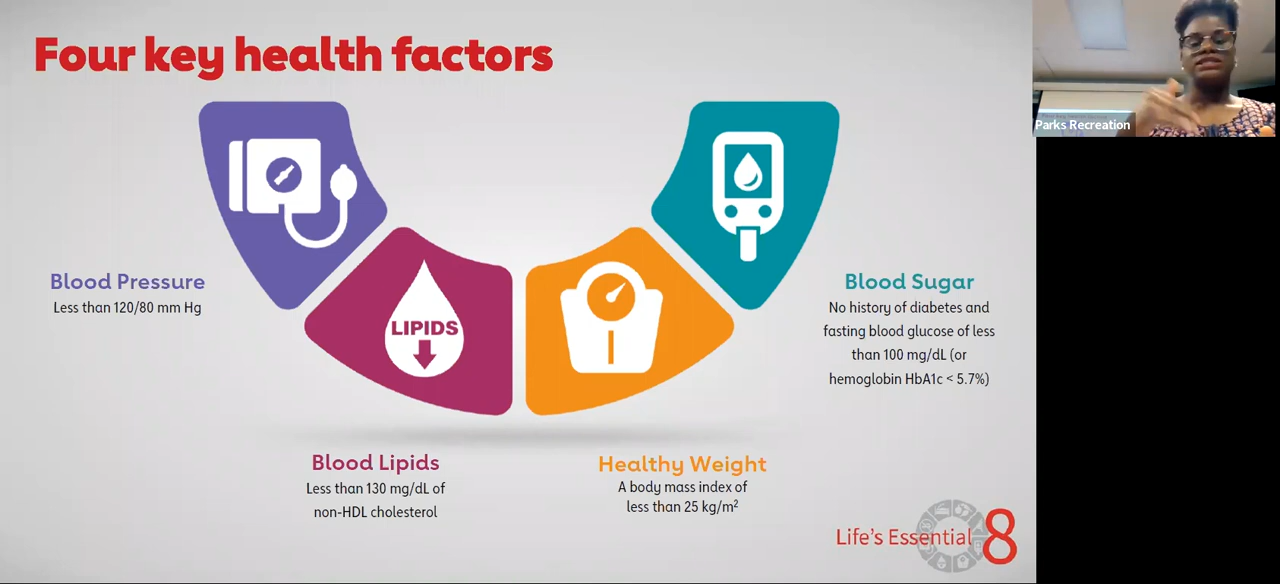 Four key health factors
Parks Recreation
Blood Pressure
Less than 120/80 mm Hg
LIPIDS
Blood Sugar
No history of diabetes and
fasting blood glucose of less
than 100 mg/dL (or
hemoglobin HbA1c < 5.7%)
Blood Lipids
Less than 130 mg/dL of
non-HDL cholesterol
Healthy Weight
A body mass index of
less than 25 kg/m²
Life's Essential 8